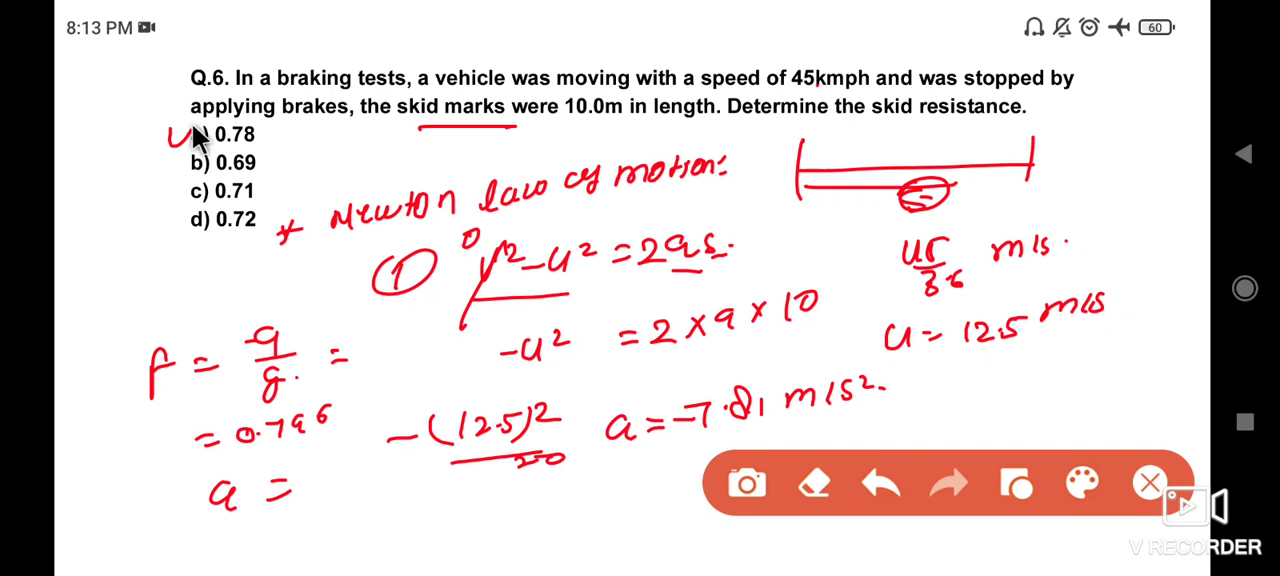 8:13 PM
60
Q.6. In a braking tests, a vehicle was moving with a speed of 45kmph and was stopped by
applying brakes, the skid marks were 10.0m in length. Determine the skid resistance.
) 0.78
b) 0.69
c) 0.71
d) 0.72
* Newton law of motion:
① 0 V² - u² = 2as.
45/3.6 m/s.
-u² = 2 × a × 10
u = 12.5 m/s
f = -a/g. =
= 0.796
-(12.5)²/20
a = -7.81 m/s².
a =
V RECORDER